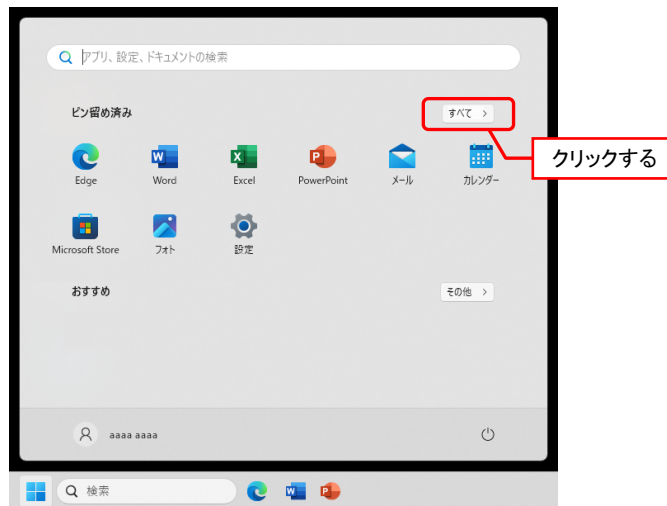 アプリ、設定、ドキュメントの検索
ピン留め済み
すべて >
クリックする
Edge
Word
Excel
PowerPoint
メール
カレンダー
Microsoft Store
フォト
設定
おすすめ
その他 >
aaaa aaaa
検索